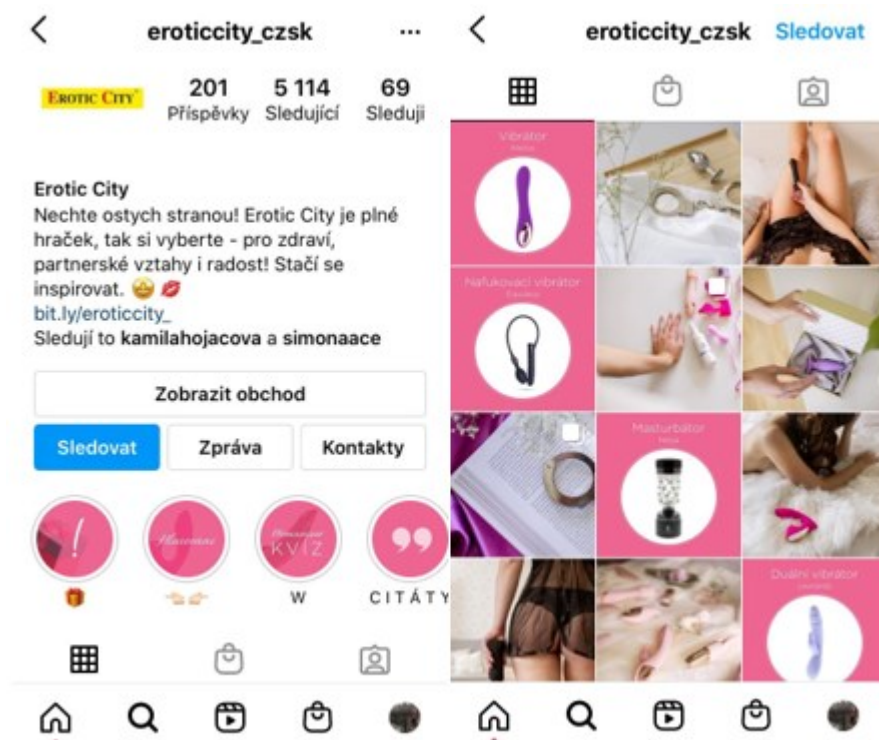 eroticcity_czsk
EROTIC CITY
201 5 114 69
Příspěvky Sledující Sleduji
Erotic City
Nechte ostych stranou! Erotic City je plné
hraček, tak si vyberte - pro zdraví,
partnerské vztahy i radost! Stačí se
inspirovat.
bit.ly/eroticcity_
Sledují to kamilahojacova a simonaace
Zobrazit obchod
Sledovat Zpráva Kontakty
Hlasování
KVÍZ
W CITÁTY
eroticcity_czsk Sledovat
Vibrátor
Nafukovací vibrátor
Masturbátor
Duální vibrátor